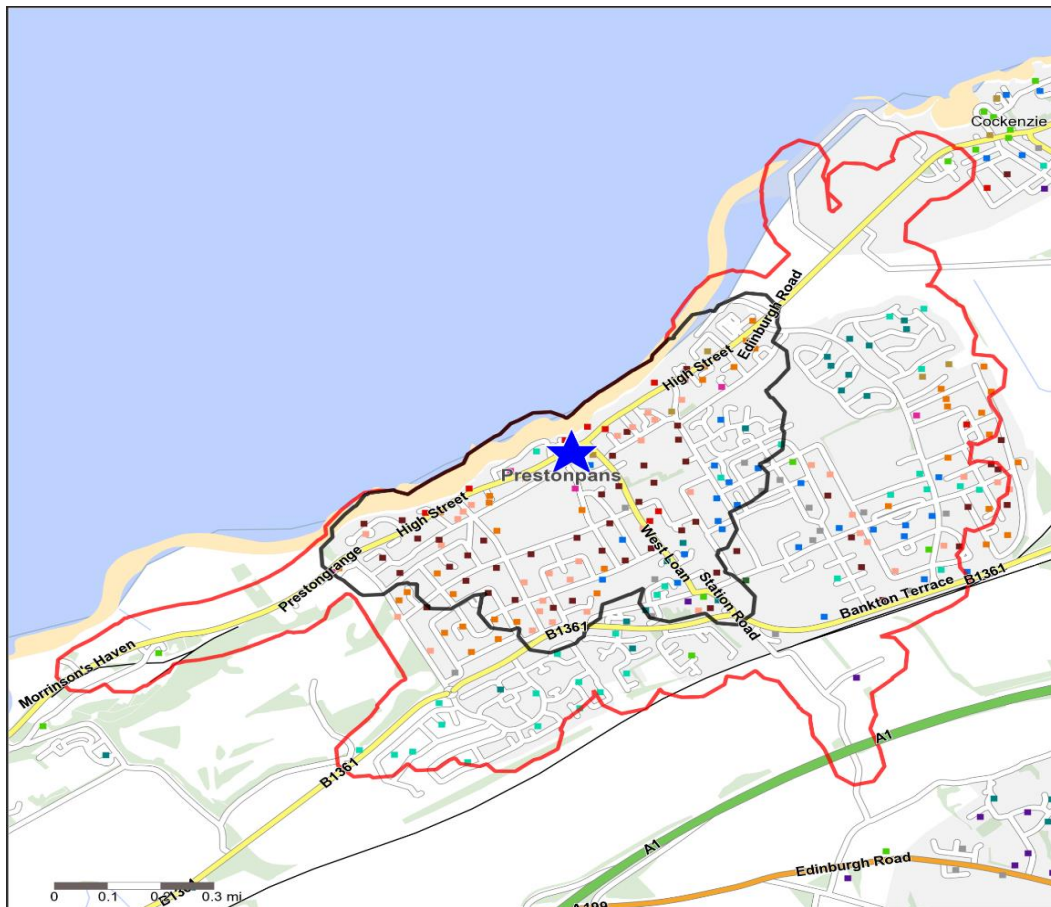 Cockenzie
Edinburgh Road
High Street
Prestonpans
High Street
Prestongrange
West Loan
Station Road
B1361
Bankton Terrace
B1361
Morrinson's Haven
B1361
A1
A1
Edinburgh Road
A199
0 0.1 0.3 mi